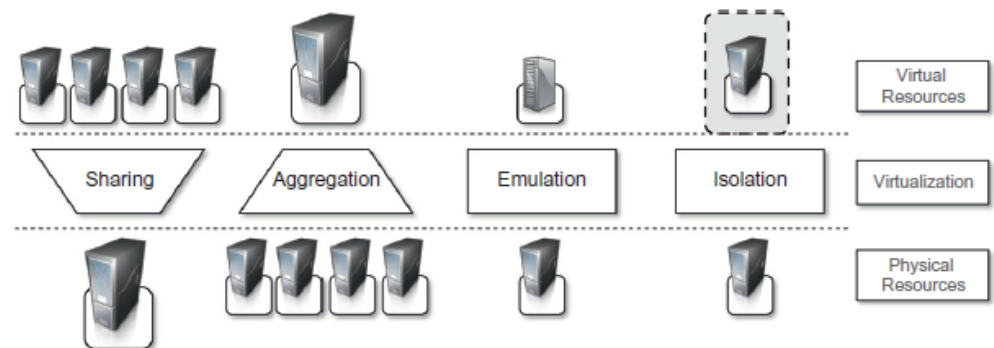 Virtual
Resources
Sharing
Aggregation
Emulation
Isolation
Virtualization
Physical
Resources